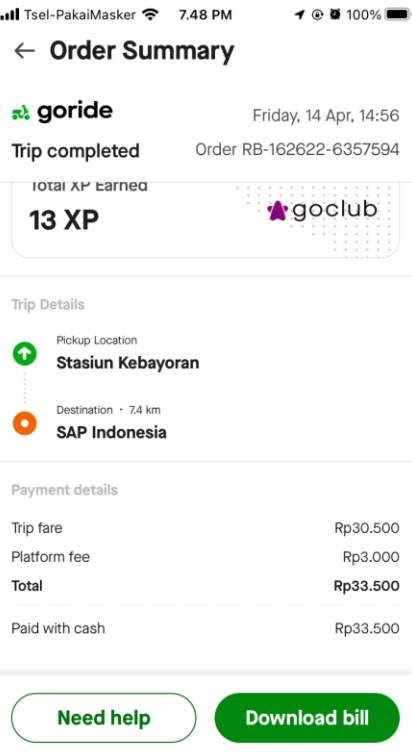 Tsel-PakaiMasker 7.48 PM 100%
← Order Summary
goride
Friday, 14 Apr, 14:56
Trip completed
Order RB-162622-6357594
Total XP Earned
13 XP
goclub
Trip Details
Pickup Location
Stasiun Kebayoran
Destination · 7.4 km
SAP Indonesia
Payment details
Trip fare Rp30.500
Platform fee Rp3.000
Total Rp33.500
Paid with cash Rp33.500
Need help
Download bill